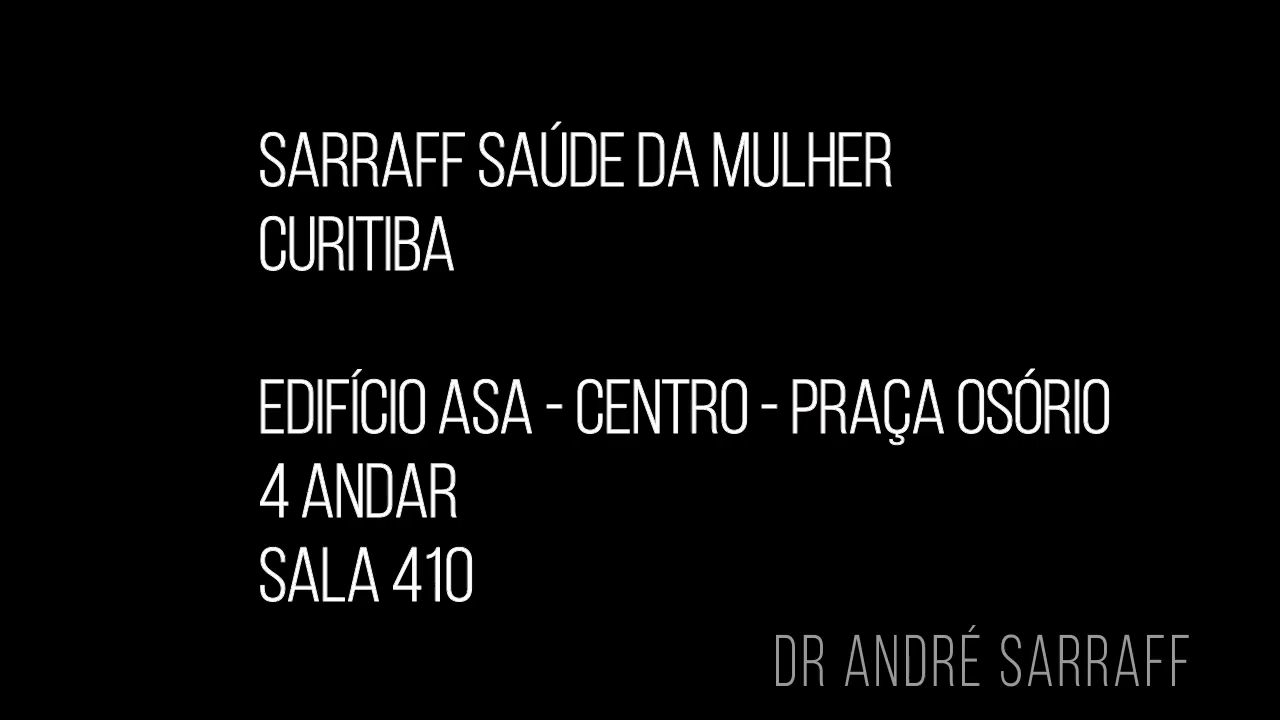 SARRAFF SAÚDE DA MULHER
CURITIBA
EDIFÍCIO ASA - CENTRO - PRAÇA OSÓRIO
4 ANDAR
SALA 410
DR ANDRÉ SARRAFF